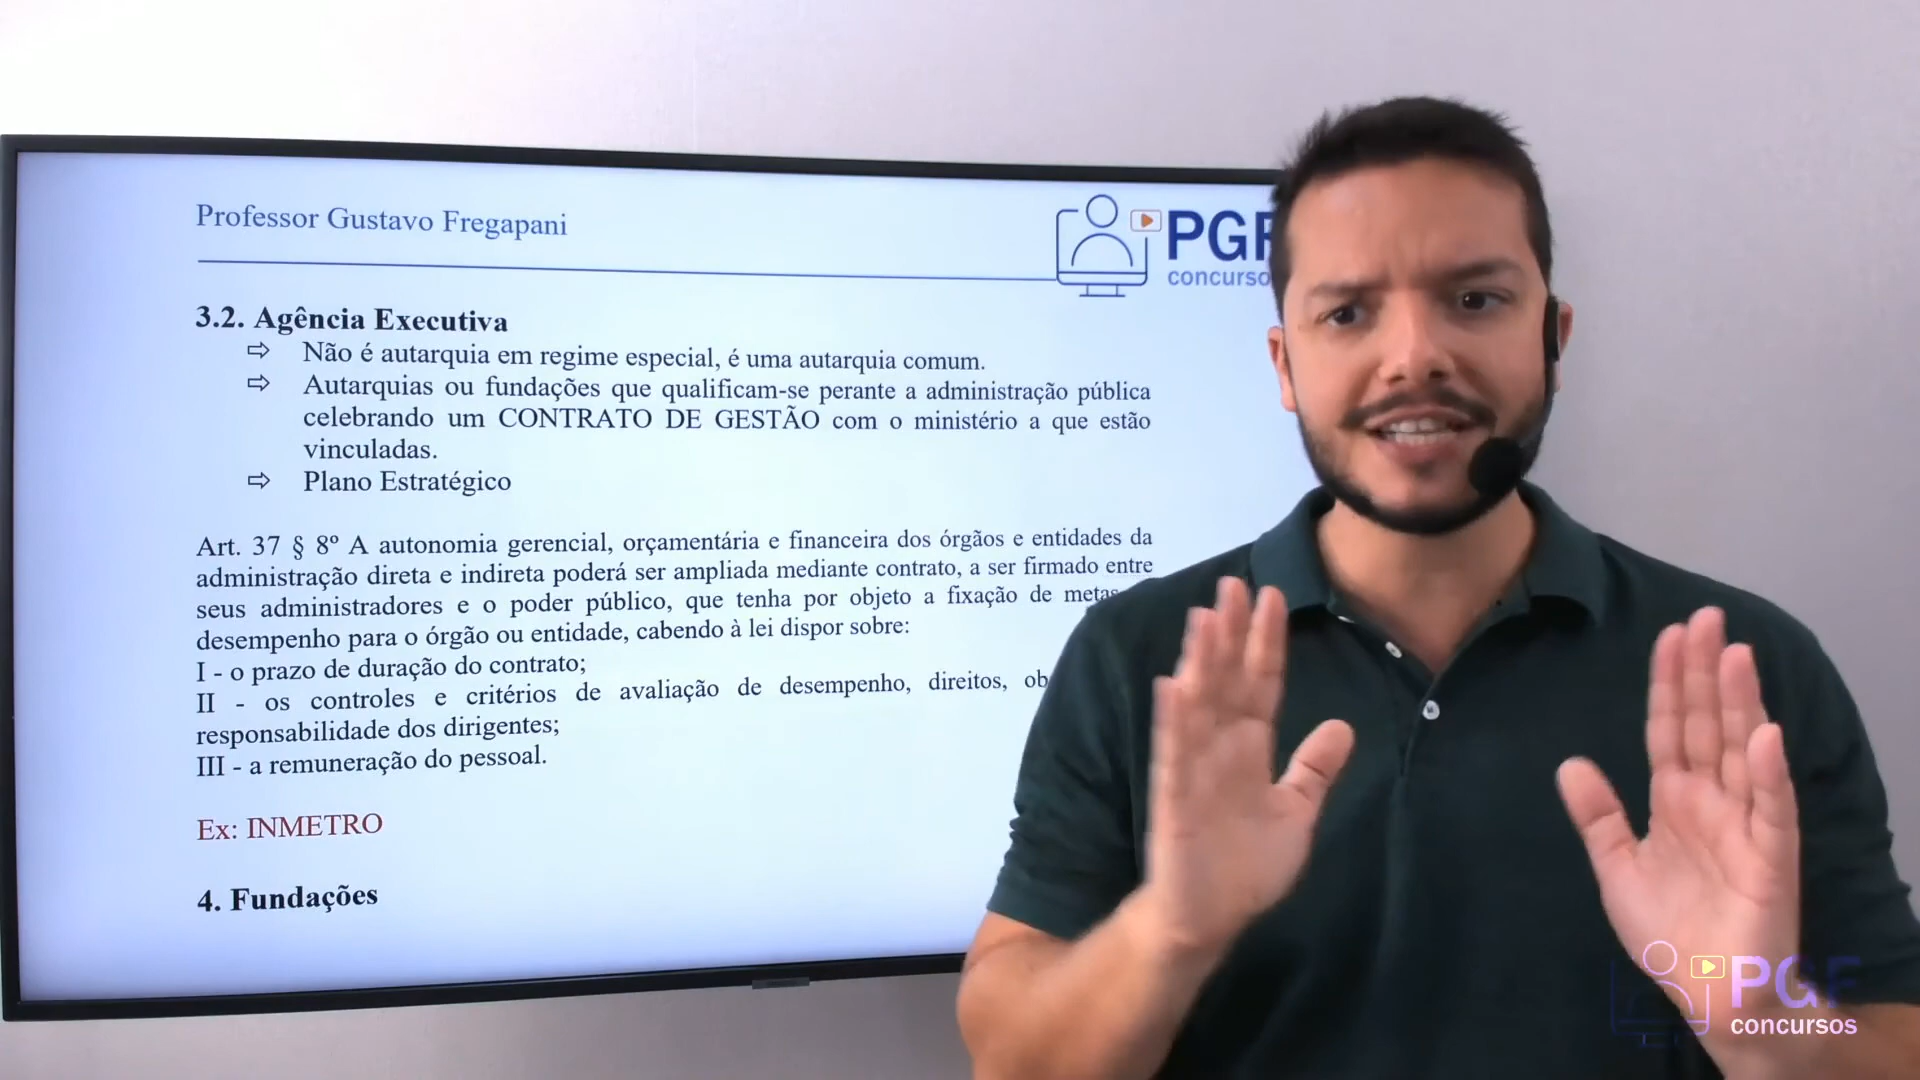 Professor Gustavo Fregapani
PGF
concurso
3.2. Agência Executiva
⇨ Não é autarquia em regime especial, é uma autarquia comum.
⇨ Autarquias ou fundações que qualificam-se perante a administração pública
celebrando um CONTRATO DE GESTÃO com o ministério a que estão
vinculadas.
⇨ Plano Estratégico
Art. 37 § 8º A autonomia gerencial, orçamentária e financeira dos órgãos e entidades da
administração direta e indireta poderá ser ampliada mediante contrato, a ser firmado entre
seus administradores e o poder público, que tenha por objeto a fixação de metas
desempenho para o órgão ou entidade, cabendo à lei dispor sobre:
I - o prazo de duração do contrato;
II - os controles e critérios de avaliação de desempenho, direitos,
responsabilidade dos dirigentes;
III - a remuneração do pessoal.
Ex: INMETRO
4. Fundações
PGF
concursos